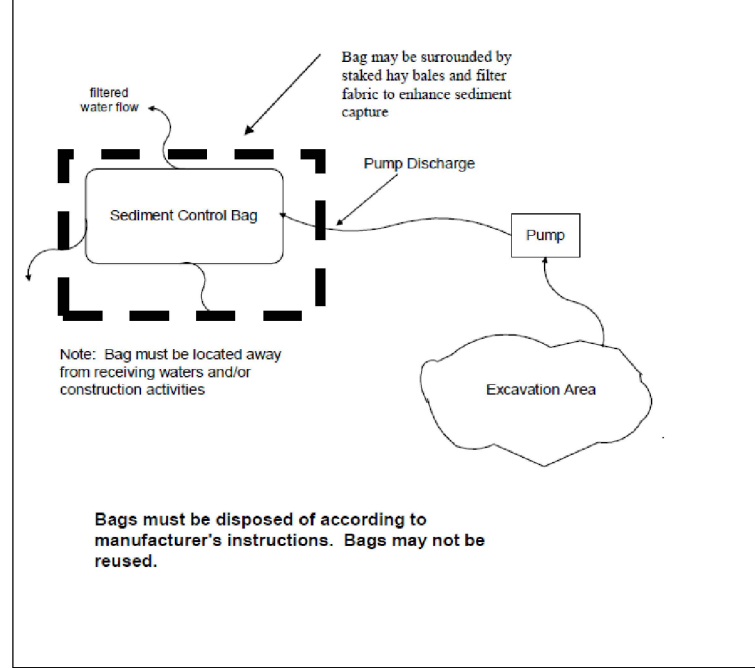 Bag may be surrounded by
staked hay bales and filter
fabric to enhance sediment
capture
filtered
water flow
Pump Discharge
Sediment Control Bag
Pump
Note:  Bag must be located away
from receiving waters and/or
construction activities
Excavation Area
Bags must be disposed of according to
manufacturer's instructions.  Bags may not be
reused.